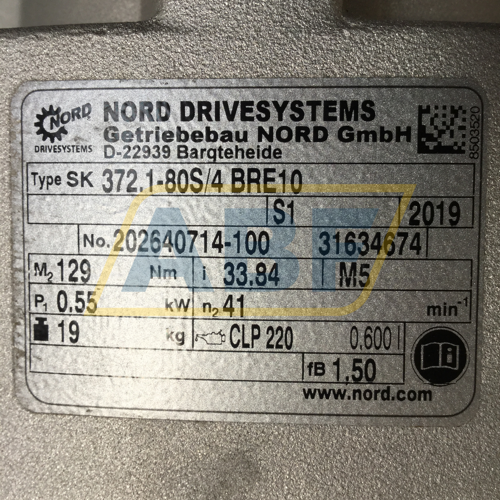 NORD
DRIVESYSTEMS
NORD DRIVESYSTEMS
Getriebebau NORD GmbH
D-22939 Bargteheide
8503520
Type SK 372.1-80S/4 BRE10
S1 2019
No. 202640714-100 31634674
M2 129 Nm i 33.84 M5
P1 0.55 kW n2 41 min-1
19 kg CLP 220 0.600 l
fB 1.50
www.nord.com
ABF